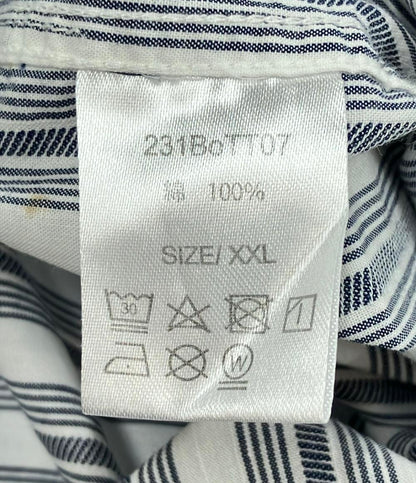 231BoTT07
綿 100%
SIZE/ XXL
30
W